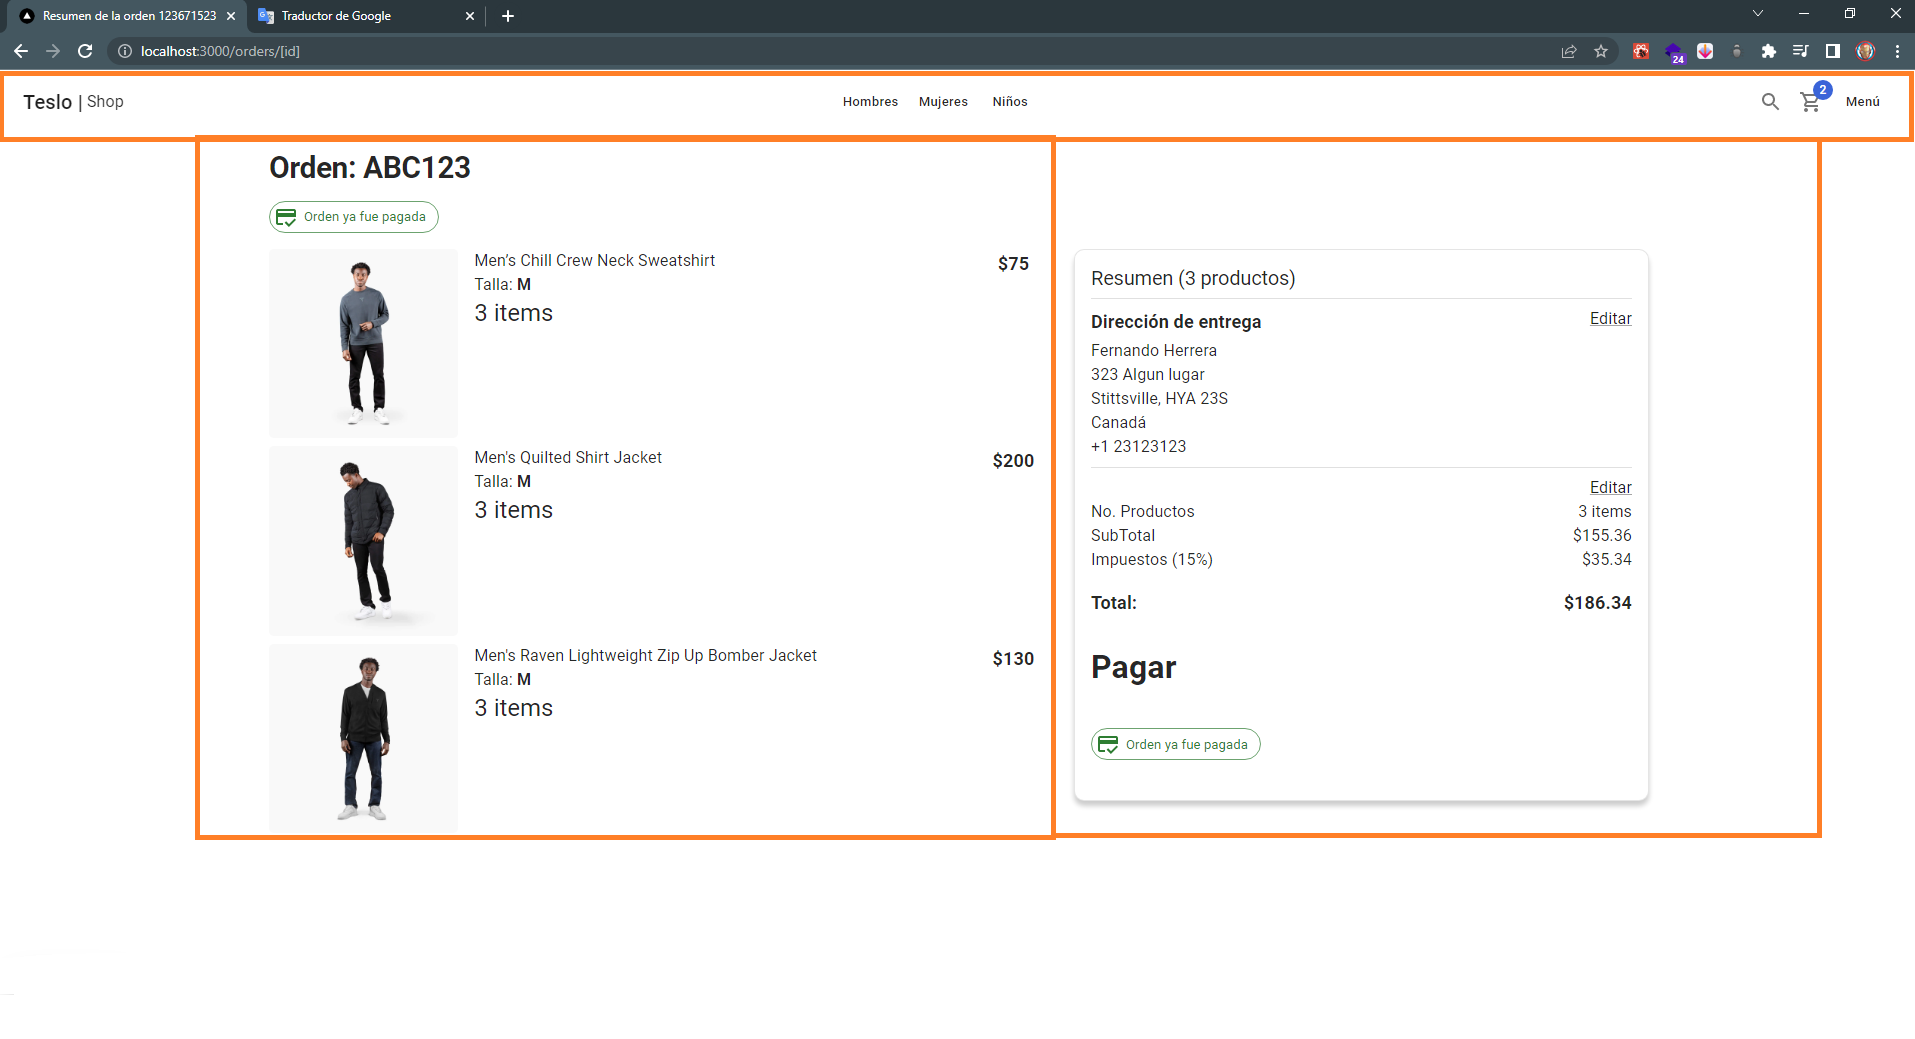 Resumen de la orden 123671523
Traductor de Google
localhost:3000/orders/[id]
24
Teslo | Shop
Hombres Mujeres Niños
2
Menú
Orden: ABC123
Orden ya fue pagada
Men’s Chill Crew Neck Sweatshirt
$75
Talla: M
3 items
Men's Quilted Shirt Jacket
$200
Talla: M
3 items
Men's Raven Lightweight Zip Up Bomber Jacket
$130
Talla: M
3 items
Resumen (3 productos)
Dirección de entrega
Editar
Fernando Herrera
323 Algun lugar
Stittsville, HYA 23S
Canadá
+1 23123123
Editar
No. Productos 3 items
SubTotal $155.36
Impuestos (15%) $35.34
Total: $186.34
Pagar
Orden ya fue pagada